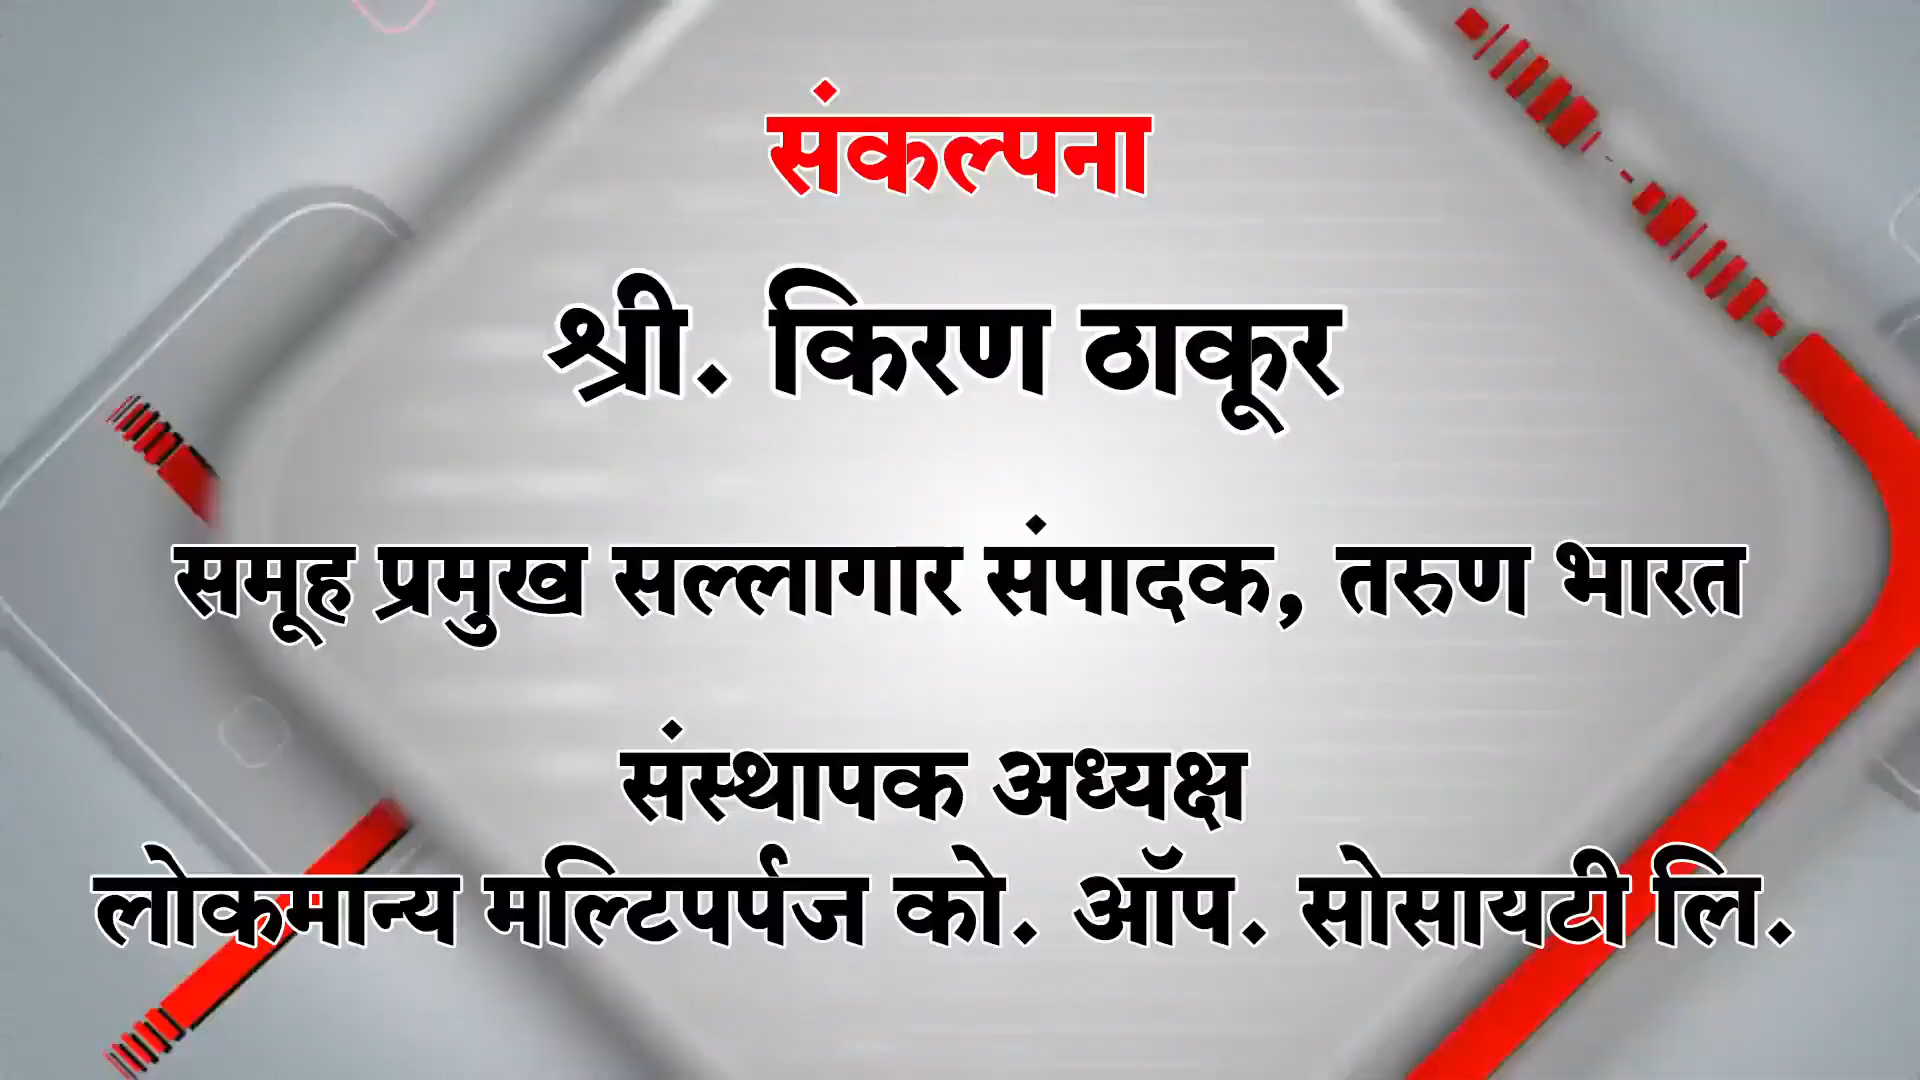 संकल्पना
श्री. किरण ठाकूर
समूह प्रमुख सल्लागार संपादक, तरुण भारत
संस्थापक अध्यक्ष
लोकमान्य मल्टिपर्पज को. ऑप. सोसायटी लि.